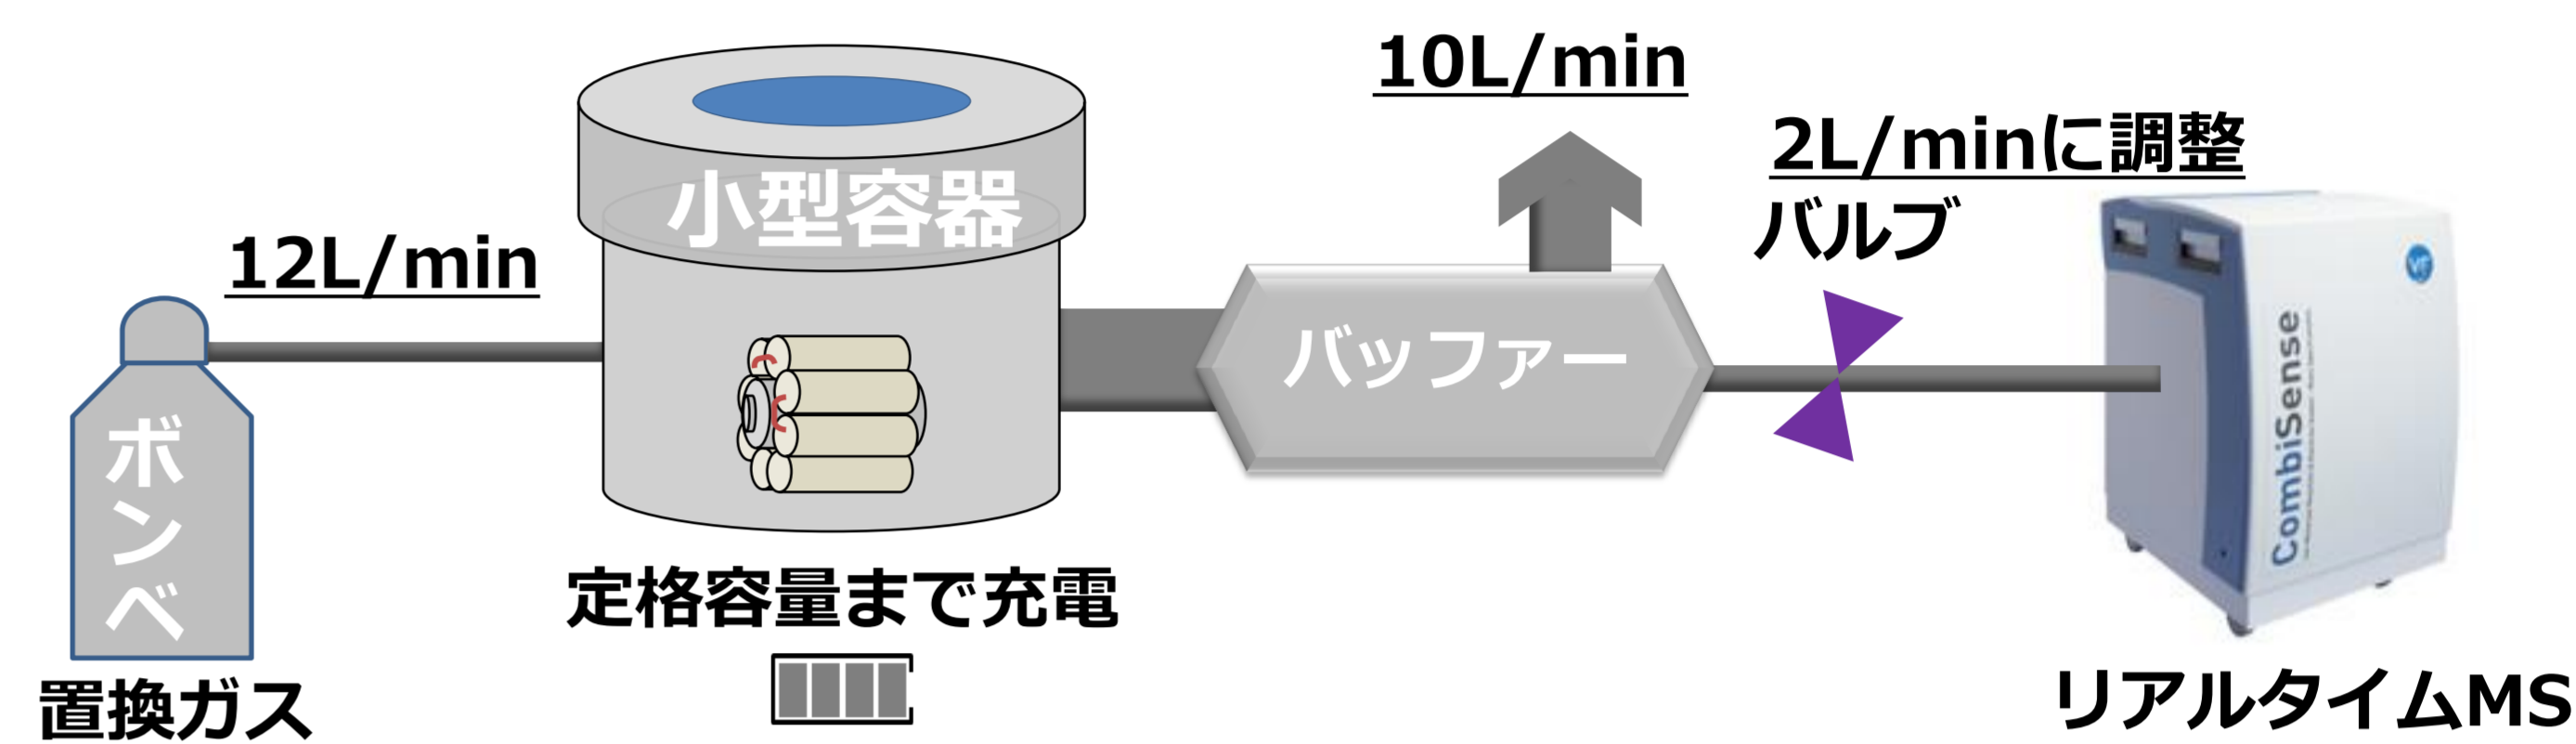 12L/min
ボンベ
置換ガス
小型容器
定格容量まで充電
バッファー
10L/min
2L/minに調整
バルブ
CombiSense
リアルタイムMS